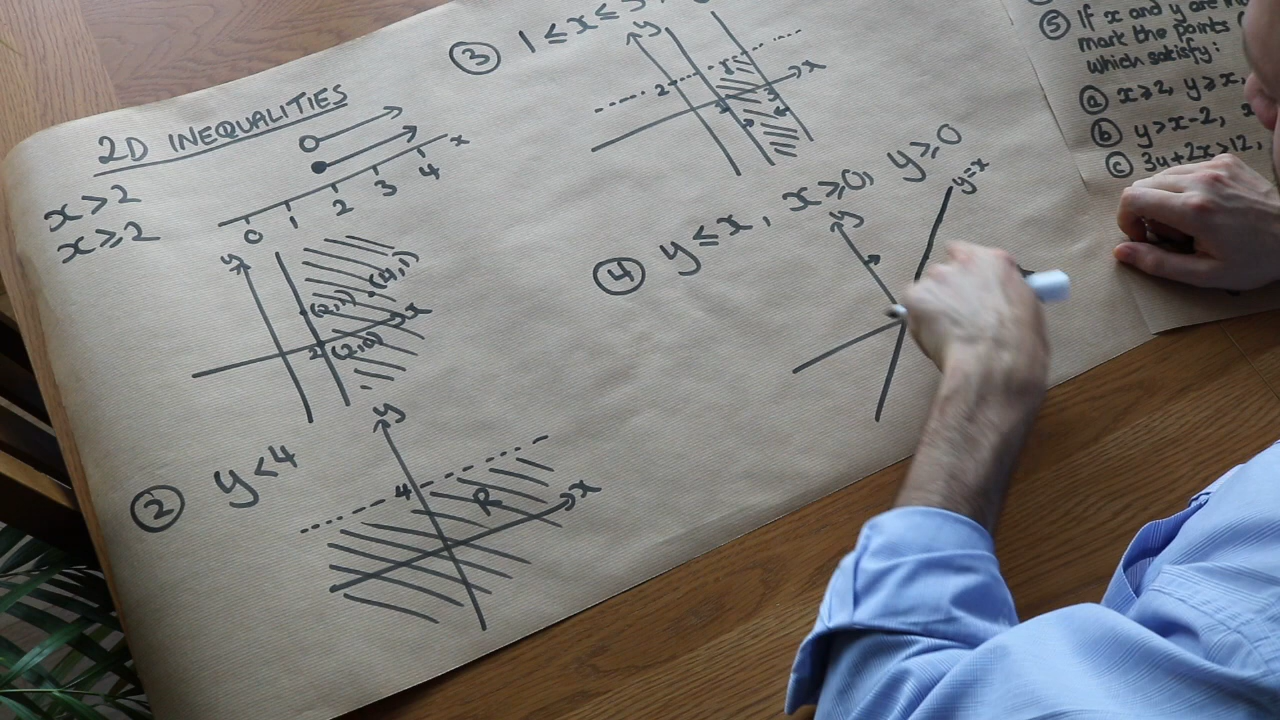 2D INEQUALITIES
x>2
x⩾2
0 1 2 3 4 x
y
(4,1)
(2,1)
x
2 (2,0)
② y<4
y
4
R
x
③ 1≤x≤3,
y
2
x
1 3
④ y≤x, x⩾0, y⩾0
y
y=x
⑤ If x and y are
mark the points
which satisfy:
ⓐ x⩾2, y⩾x,
ⓑ y>x-2,
ⓒ 3y+2x>12,